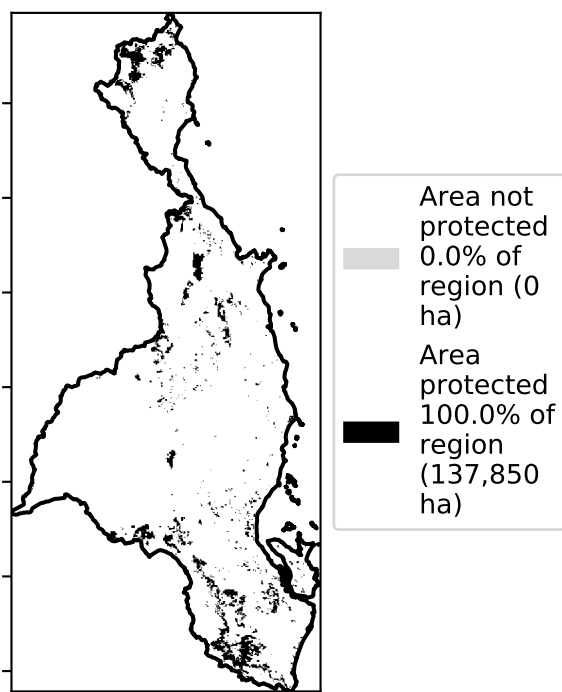 Area not
protected
0.0% of
region (0
ha)
Area
protected
100.0% of
region
(137,850
ha)